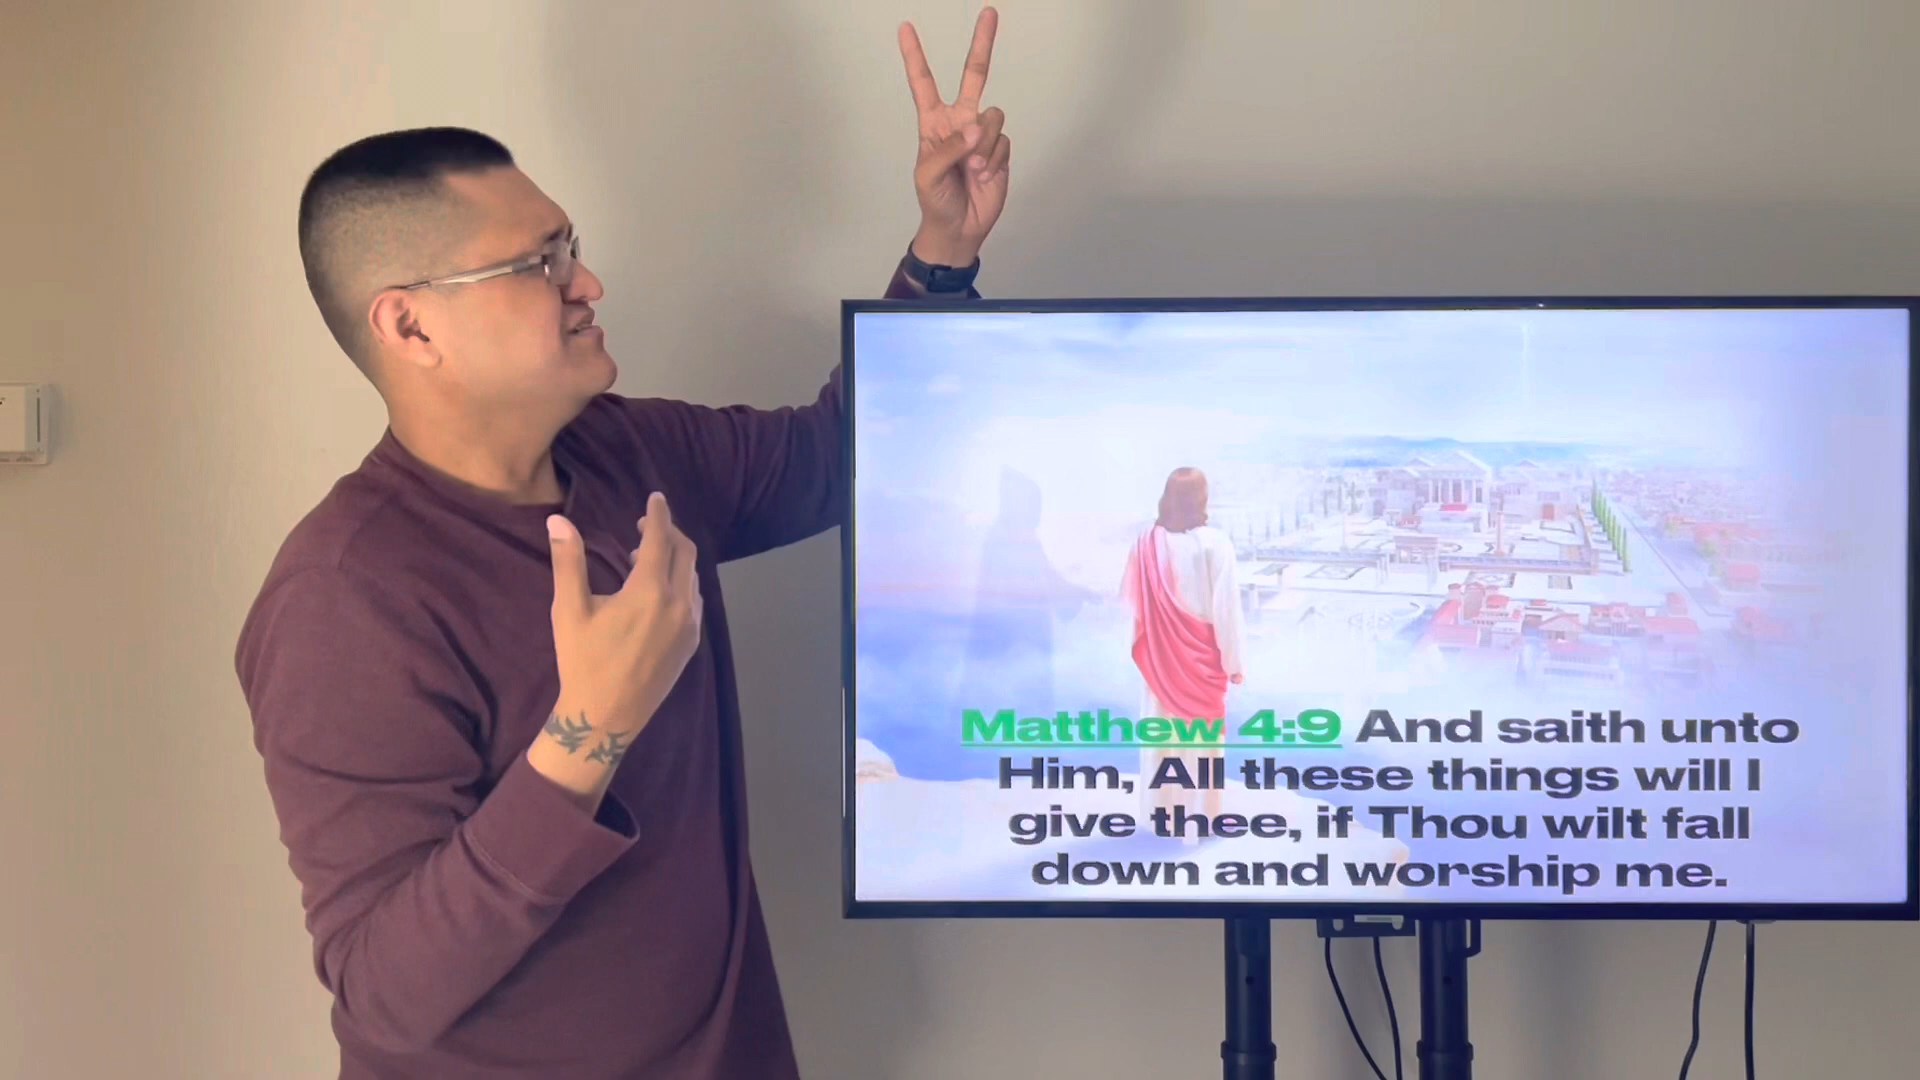 Matthew 4:9 And saith unto
Him, All these things will I
give thee, if Thou wilt fall
down and worship me.